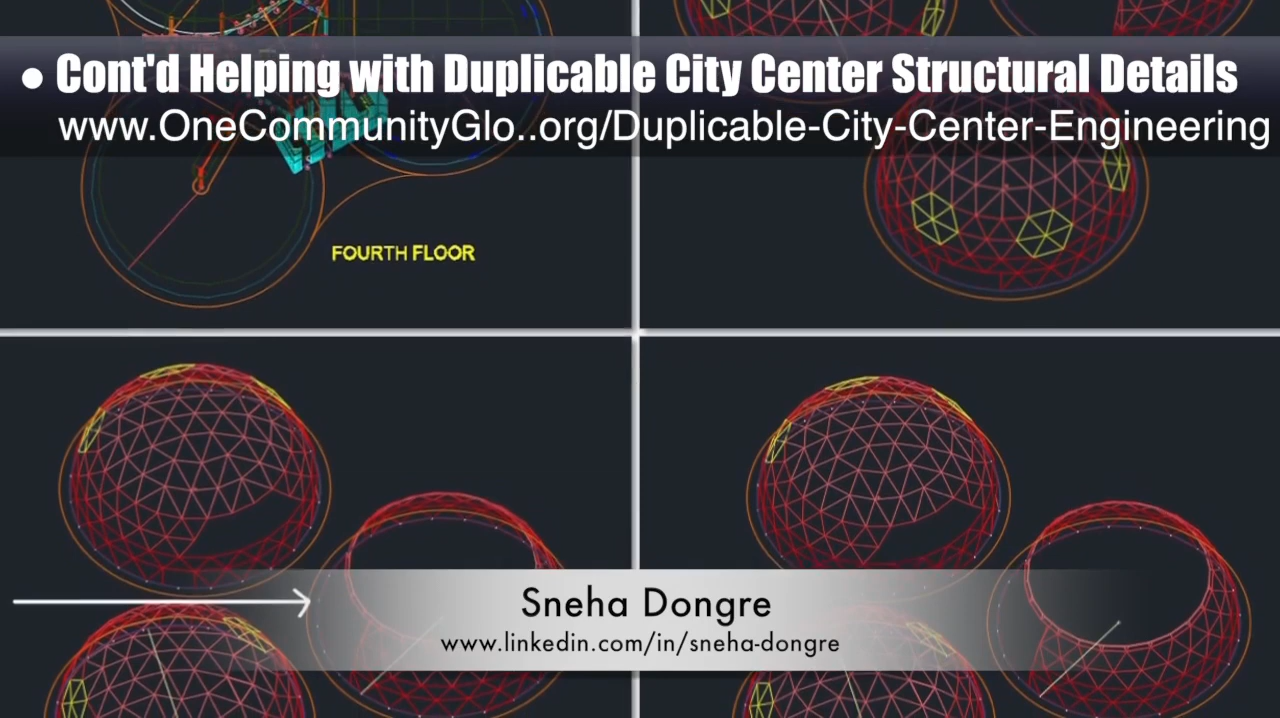 ● Cont'd Helping with Duplicable City Center Structural Details
www.OneCommunityGlo..org/Duplicable-City-Center-Engineering
FOURTH FLOOR
Sneha Dongre
www.linkedin.com/in/sneha-dongre